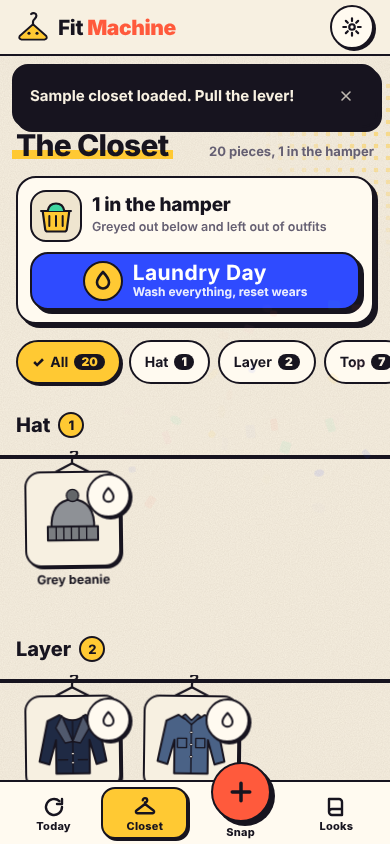 Fit Machine
Sample closet loaded. Pull the lever!
The Closet
20 pieces, 1 in the hamper
1 in the hamper
Greyed out below and left out of outfits
Laundry Day
Wash everything, reset wears
All 20
Hat 1
Layer 2
Top 7
Hat 1
Grey beanie
Layer 2
Today
Closet
Snap
Looks